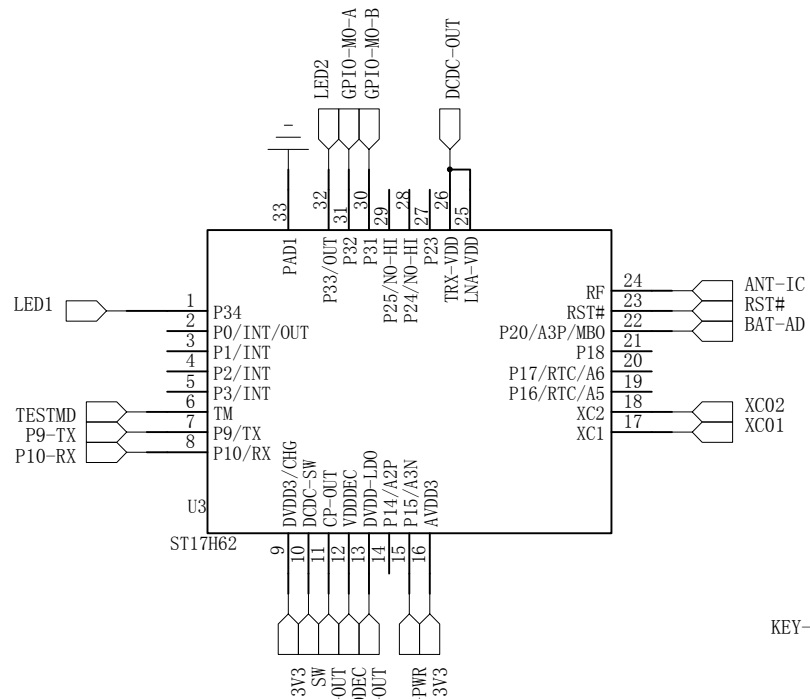 LED2
GPIO-MO-A
GPIO-MO-B
DCDC-OUT
33
32
31
30
29
28
27
26
25
PAD1
P33/OUT
P32
P31
P25/NO-HI
P24/NO-HI
P23
TRX-VDD
LNA-VDD
LED1
1
P34
2
P0/INT/OUT
3
P1/INT
4
P2/INT
5
P3/INT
TESTMD
6
TM
P9-TX
7
P9/TX
P10-RX
8
P10/RX
RF
24
ANT-IC
RST#
23
RST#
P20/A3P/MBO
22
BAT-AD
P18
21
P17/RTC/A6
20
P16/RTC/A5
19
XC2
18
XCO2
XC1
17
XCO1
U3
ST17H62
DVDD3/CHG
DCDC-SW
CP-OUT
VDDDEC
DVDD-LDO
P14/A2P
P15/A3N
AVDD3
9
10
11
12
13
14
15
16
3V3
SW
-OUT
DDEC
-OUT
PWR
3V3
KEY-